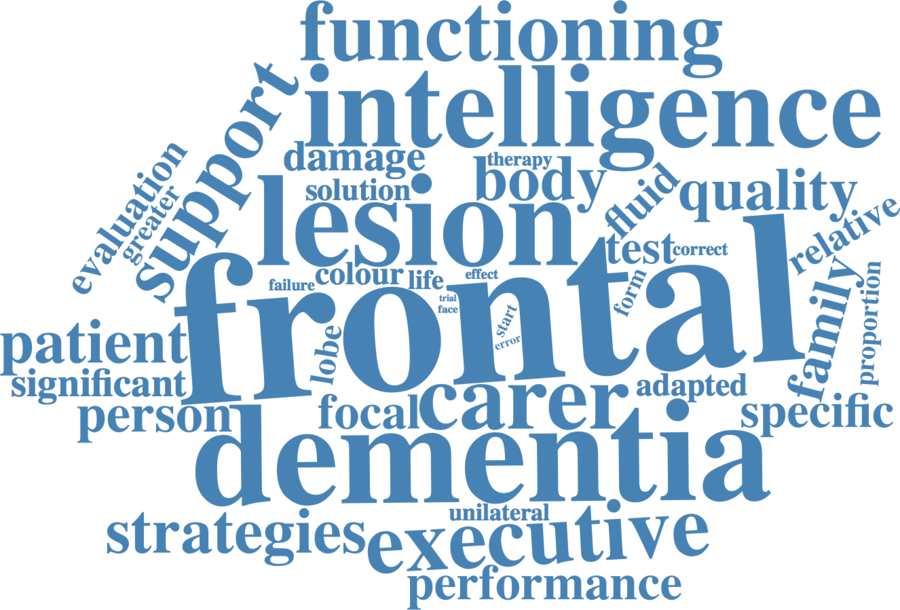 functioning
intelligence
support
damage
therapy
body
solution
evaluation
greater
lesion
fluid
quality
relative
test
correct
frontal
failure
colour
life
effect
trial
face
form
start
error
family
proportion
patient
lobe
significant
person
focal
carer
adapted
specific
dementia
strategies
unilateral
executive
performance